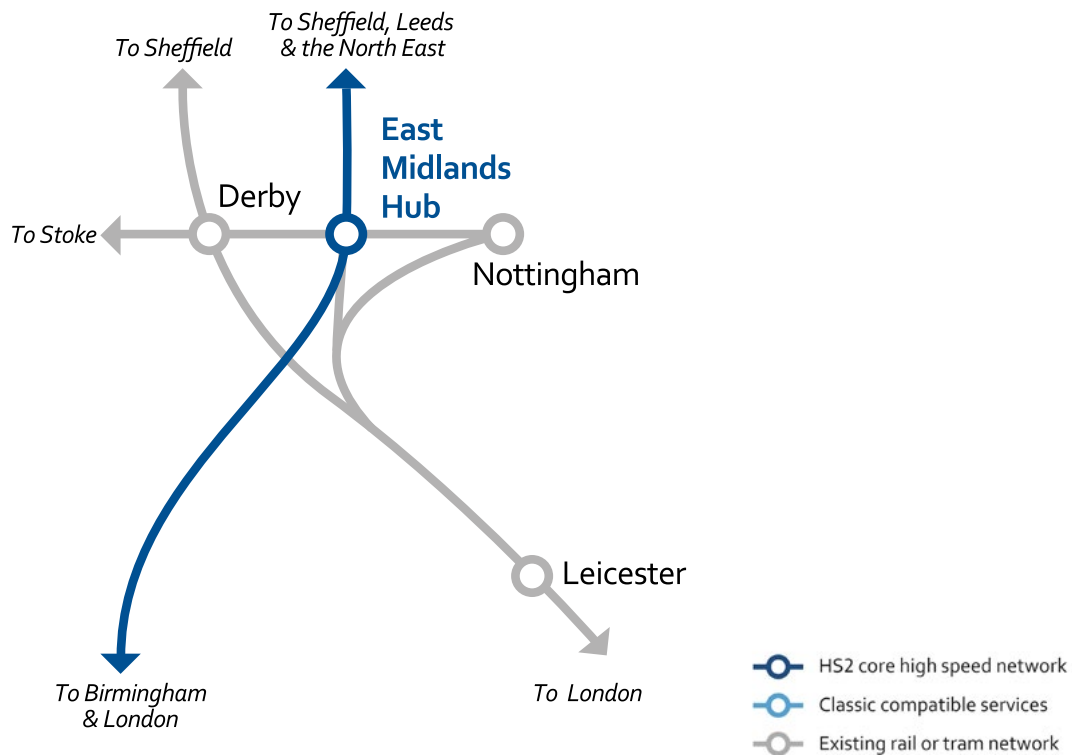 To Sheffield, Leeds
& the North East
To Sheffield
East
Midlands
Hub
Derby
To Stoke
Nottingham
Leicester
To Birmingham
& London
To London
HS2 core high speed network
Classic compatible services
Existing rail or tram network